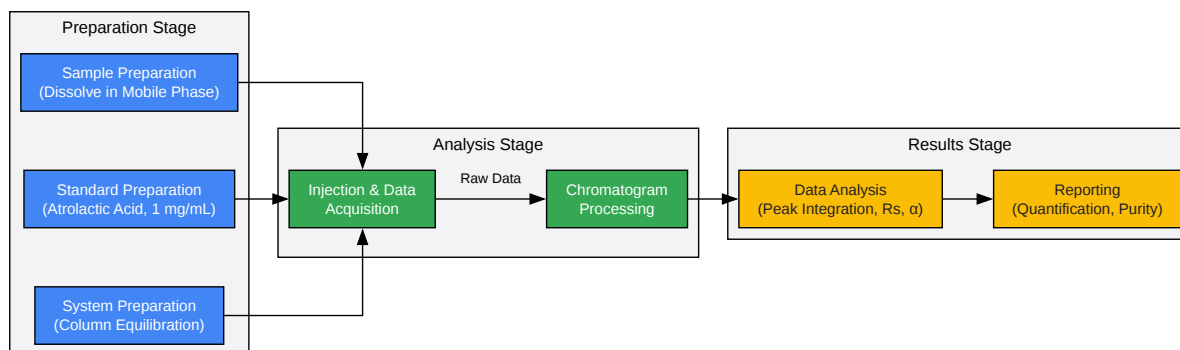 Preparation Stage
Sample Preparation
(Dissolve in Mobile Phase)
Standard Preparation
(Atrolactic Acid, 1 mg/mL)
System Preparation
(Column Equilibration)
Analysis Stage
Injection & Data
Acquisition
Raw Data
Chromatogram
Processing
Results Stage
Data Analysis
(Peak Integration, Rs, α)
Reporting
(Quantification, Purity)